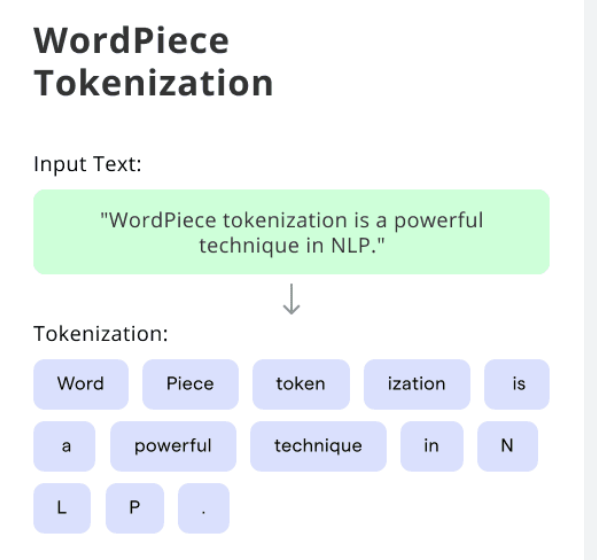 WordPiece
Tokenization
Input Text:
"WordPiece tokenization is a powerful
technique in NLP."
Tokenization:
Word Piece token ization is
a powerful technique in N
L P .